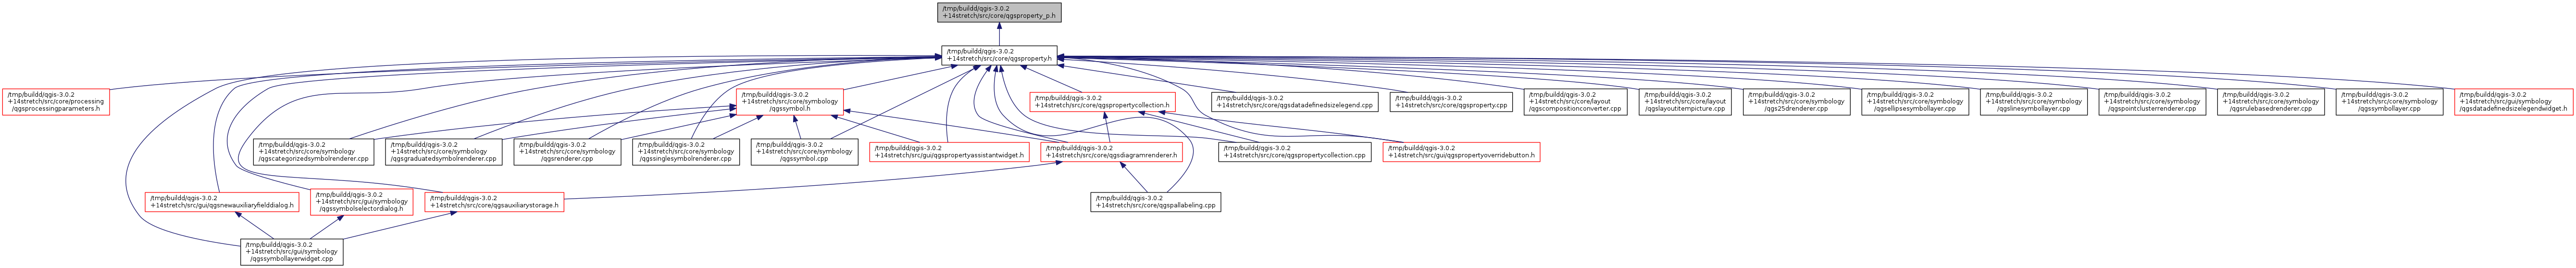 /tmp/buildd/qgis-3.0.2
+14stretch/src/core/qgsproperty_p.h
/tmp/buildd/qgis-3.0.2
+14stretch/src/core/qgsproperty.h
/tmp/buildd/qgis-3.0.2
+14stretch/src/core/processing
/qgsprocessingparameters.h
/tmp/buildd/qgis-3.0.2
+14stretch/src/core/symbology
/qgssymbol.h
/tmp/buildd/qgis-3.0.2
+14stretch/src/core/qgspropertycollection.h
/tmp/buildd/qgis-3.0.2
+14stretch/src/core/qgsdatadefinedsizelegend.cpp
/tmp/buildd/qgis-3.0.2
+14stretch/src/core/qgsproperty.cpp
/tmp/buildd/qgis-3.0.2
+14stretch/src/core/layout
/qgscompositionconverter.cpp
/tmp/buildd/qgis-3.0.2
+14stretch/src/core/layout
/qgslayoutitempicture.cpp
/tmp/buildd/qgis-3.0.2
+14stretch/src/core/symbology
/qgs25drenderer.cpp
/tmp/buildd/qgis-3.0.2
+14stretch/src/core/symbology
/qgsellipsesymbollayer.cpp
/tmp/buildd/qgis-3.0.2
+14stretch/src/core/symbology
/qgslinesymbollayer.cpp
/tmp/buildd/qgis-3.0.2
+14stretch/src/core/symbology
/qgspointclusterrenderer.cpp
/tmp/buildd/qgis-3.0.2
+14stretch/src/core/symbology
/qgsrulebasedrenderer.cpp
/tmp/buildd/qgis-3.0.2
+14stretch/src/core/symbology
/qgssymbollayer.cpp
/tmp/buildd/qgis-3.0.2
+14stretch/src/gui/symbology
/qgsdatadefinedsizelegendwidget.h
/tmp/buildd/qgis-3.0.2
+14stretch/src/core/symbology
/qgscategorizedsymbolrenderer.cpp
/tmp/buildd/qgis-3.0.2
+14stretch/src/core/symbology
/qgsgraduatedsymbolrenderer.cpp
/tmp/buildd/qgis-3.0.2
+14stretch/src/core/symbology
/qgsrenderer.cpp
/tmp/buildd/qgis-3.0.2
+14stretch/src/core/symbology
/qgssinglesymbolrenderer.cpp
/tmp/buildd/qgis-3.0.2
+14stretch/src/core/symbology
/qgssymbol.cpp
/tmp/buildd/qgis-3.0.2
+14stretch/src/gui/qgspropertyassistantwidget.h
/tmp/buildd/qgis-3.0.2
+14stretch/src/core/qgsdiagramrenderer.h
/tmp/buildd/qgis-3.0.2
+14stretch/src/core/qgspropertycollection.cpp
/tmp/buildd/qgis-3.0.2
+14stretch/src/gui/qgspropertyoverridebutton.h
/tmp/buildd/qgis-3.0.2
+14stretch/src/gui/qgsnewauxiliaryfielddialog.h
/tmp/buildd/qgis-3.0.2
+14stretch/src/gui/symbology
/qgssymbolselectordialog.h
/tmp/buildd/qgis-3.0.2
+14stretch/src/core/qgsauxiliarystorage.h
/tmp/buildd/qgis-3.0.2
+14stretch/src/core/qgspallabeling.cpp
/tmp/buildd/qgis-3.0.2
+14stretch/src/gui/symbology
/qgssymbollayerwidget.cpp